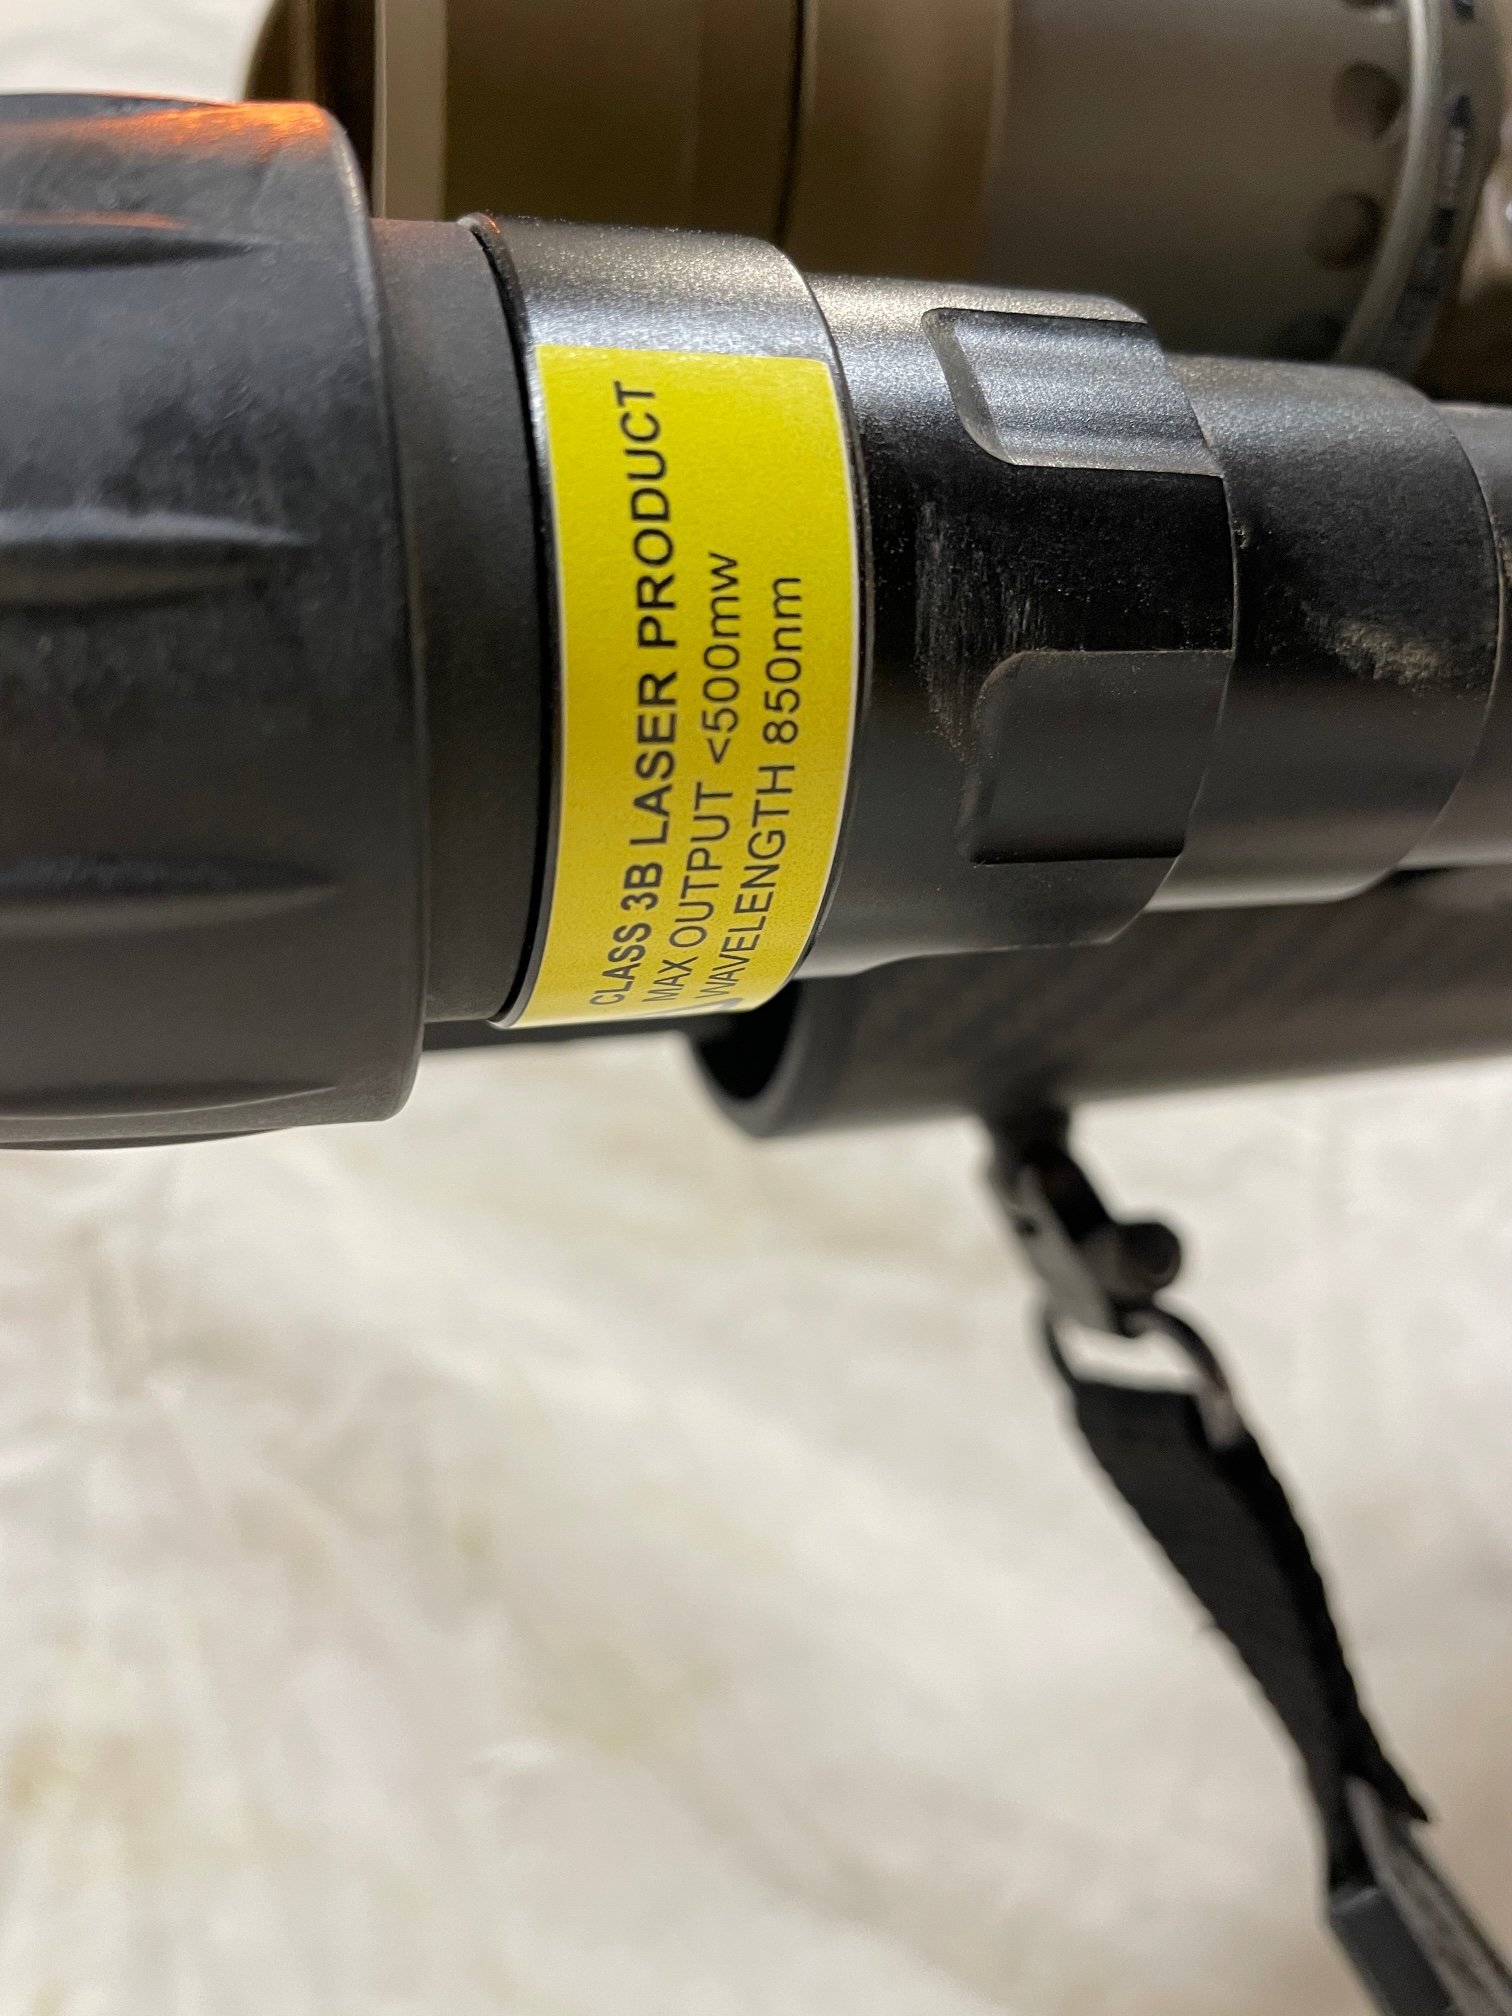 CLASS 3B LASER PRODUCT
MAX OUTPUT <500mw
WAVELENGTH 850nm